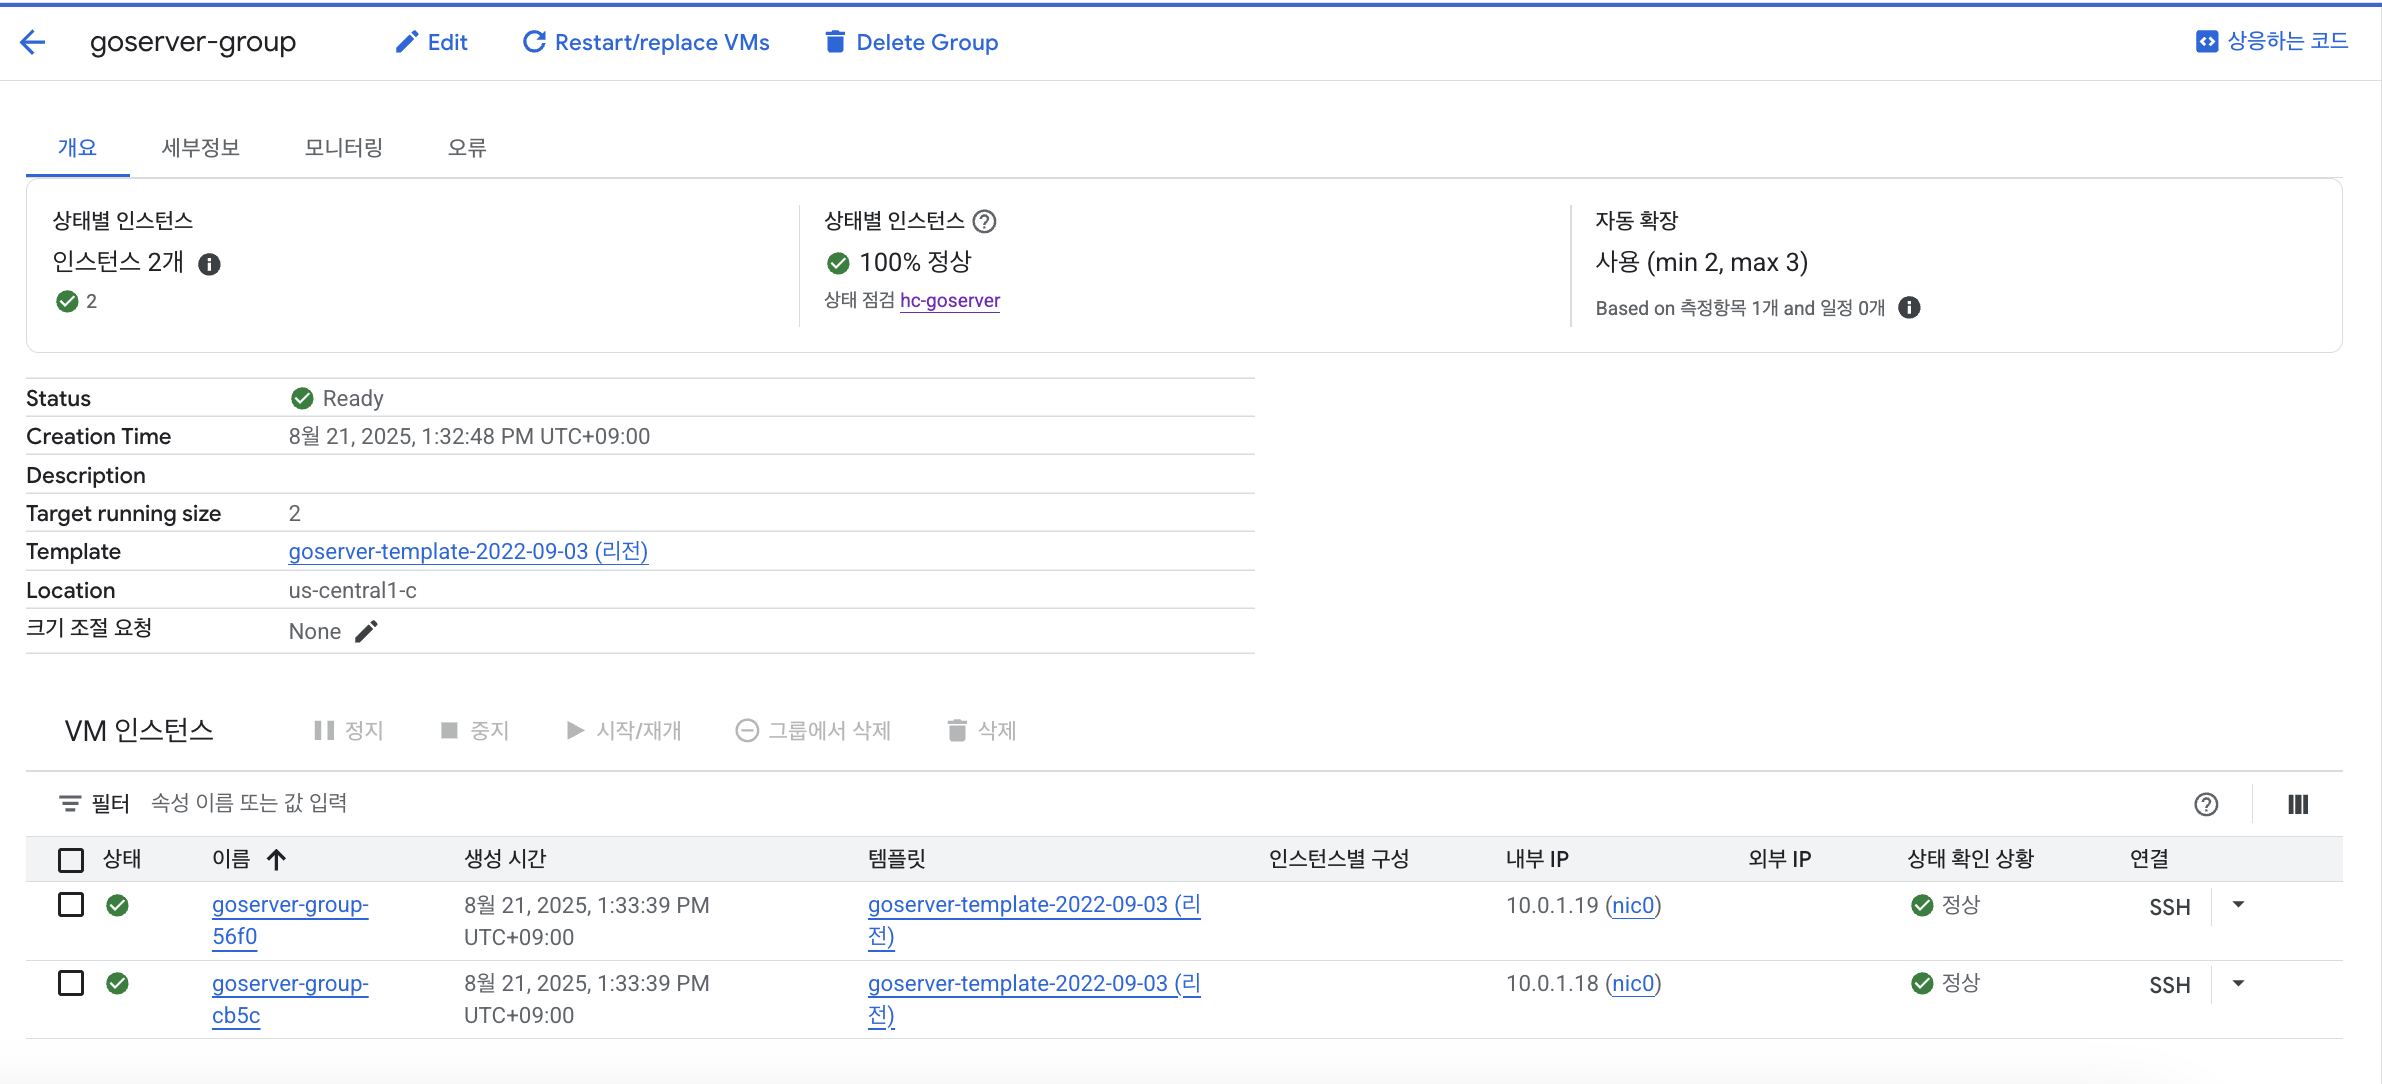 goserver-group Edit Restart/replace VMs Delete Group 상응하는 코드
개요 세부정보 모니터링 오류
상태별 인스턴스
인스턴스 2개
2
상태별 인스턴스
100% 정상
상태 점검 hc-goserver
자동 확장
사용 (min 2, max 3)
Based on 측정항목 1개 and 일정 0개
Status Ready
Creation Time 8월 21, 2025, 1:32:48 PM UTC+09:00
Description
Target running size 2
Template goserver-template-2022-09-03 (리전)
Location us-central1-c
크기 조절 요청 None
VM 인스턴스 정지 중지 시작/재개 그룹에서 삭제 삭제
필터 속성 이름 또는 값 입력
상태 이름 생성 시간 템플릿 인스턴스별 구성 내부 IP 외부 IP 상태 확인 상황 연결
goserver-group- 8월 21, 2025, 1:33:39 PM goserver-template-2022-09-03 (리 10.0.1.19 (nic0) 정상 SSH
56f0 UTC+09:00 전)
goserver-group- 8월 21, 2025, 1:33:39 PM goserver-template-2022-09-03 (리 10.0.1.18 (nic0) 정상 SSH
cb5c UTC+09:00 전)